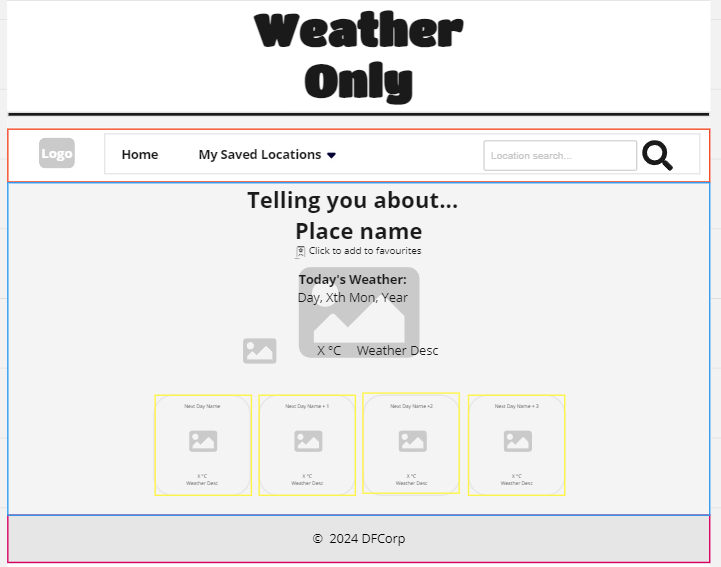 Weather
Only
Logo
Home
My Saved Locations
Location search...
Telling you about...
Place name
Click to add to favourites
Today's Weather:
Day, Xth Mon, Year
X °C Weather Desc
Next Day Name
X °C
Weather Desc
Next Day Name + 1
X °C
Weather Desc
Next Day Name +2
X °C
Weather Desc
Next Day Name + 3
X °C
Weather Desc
© 2024 DFCorp